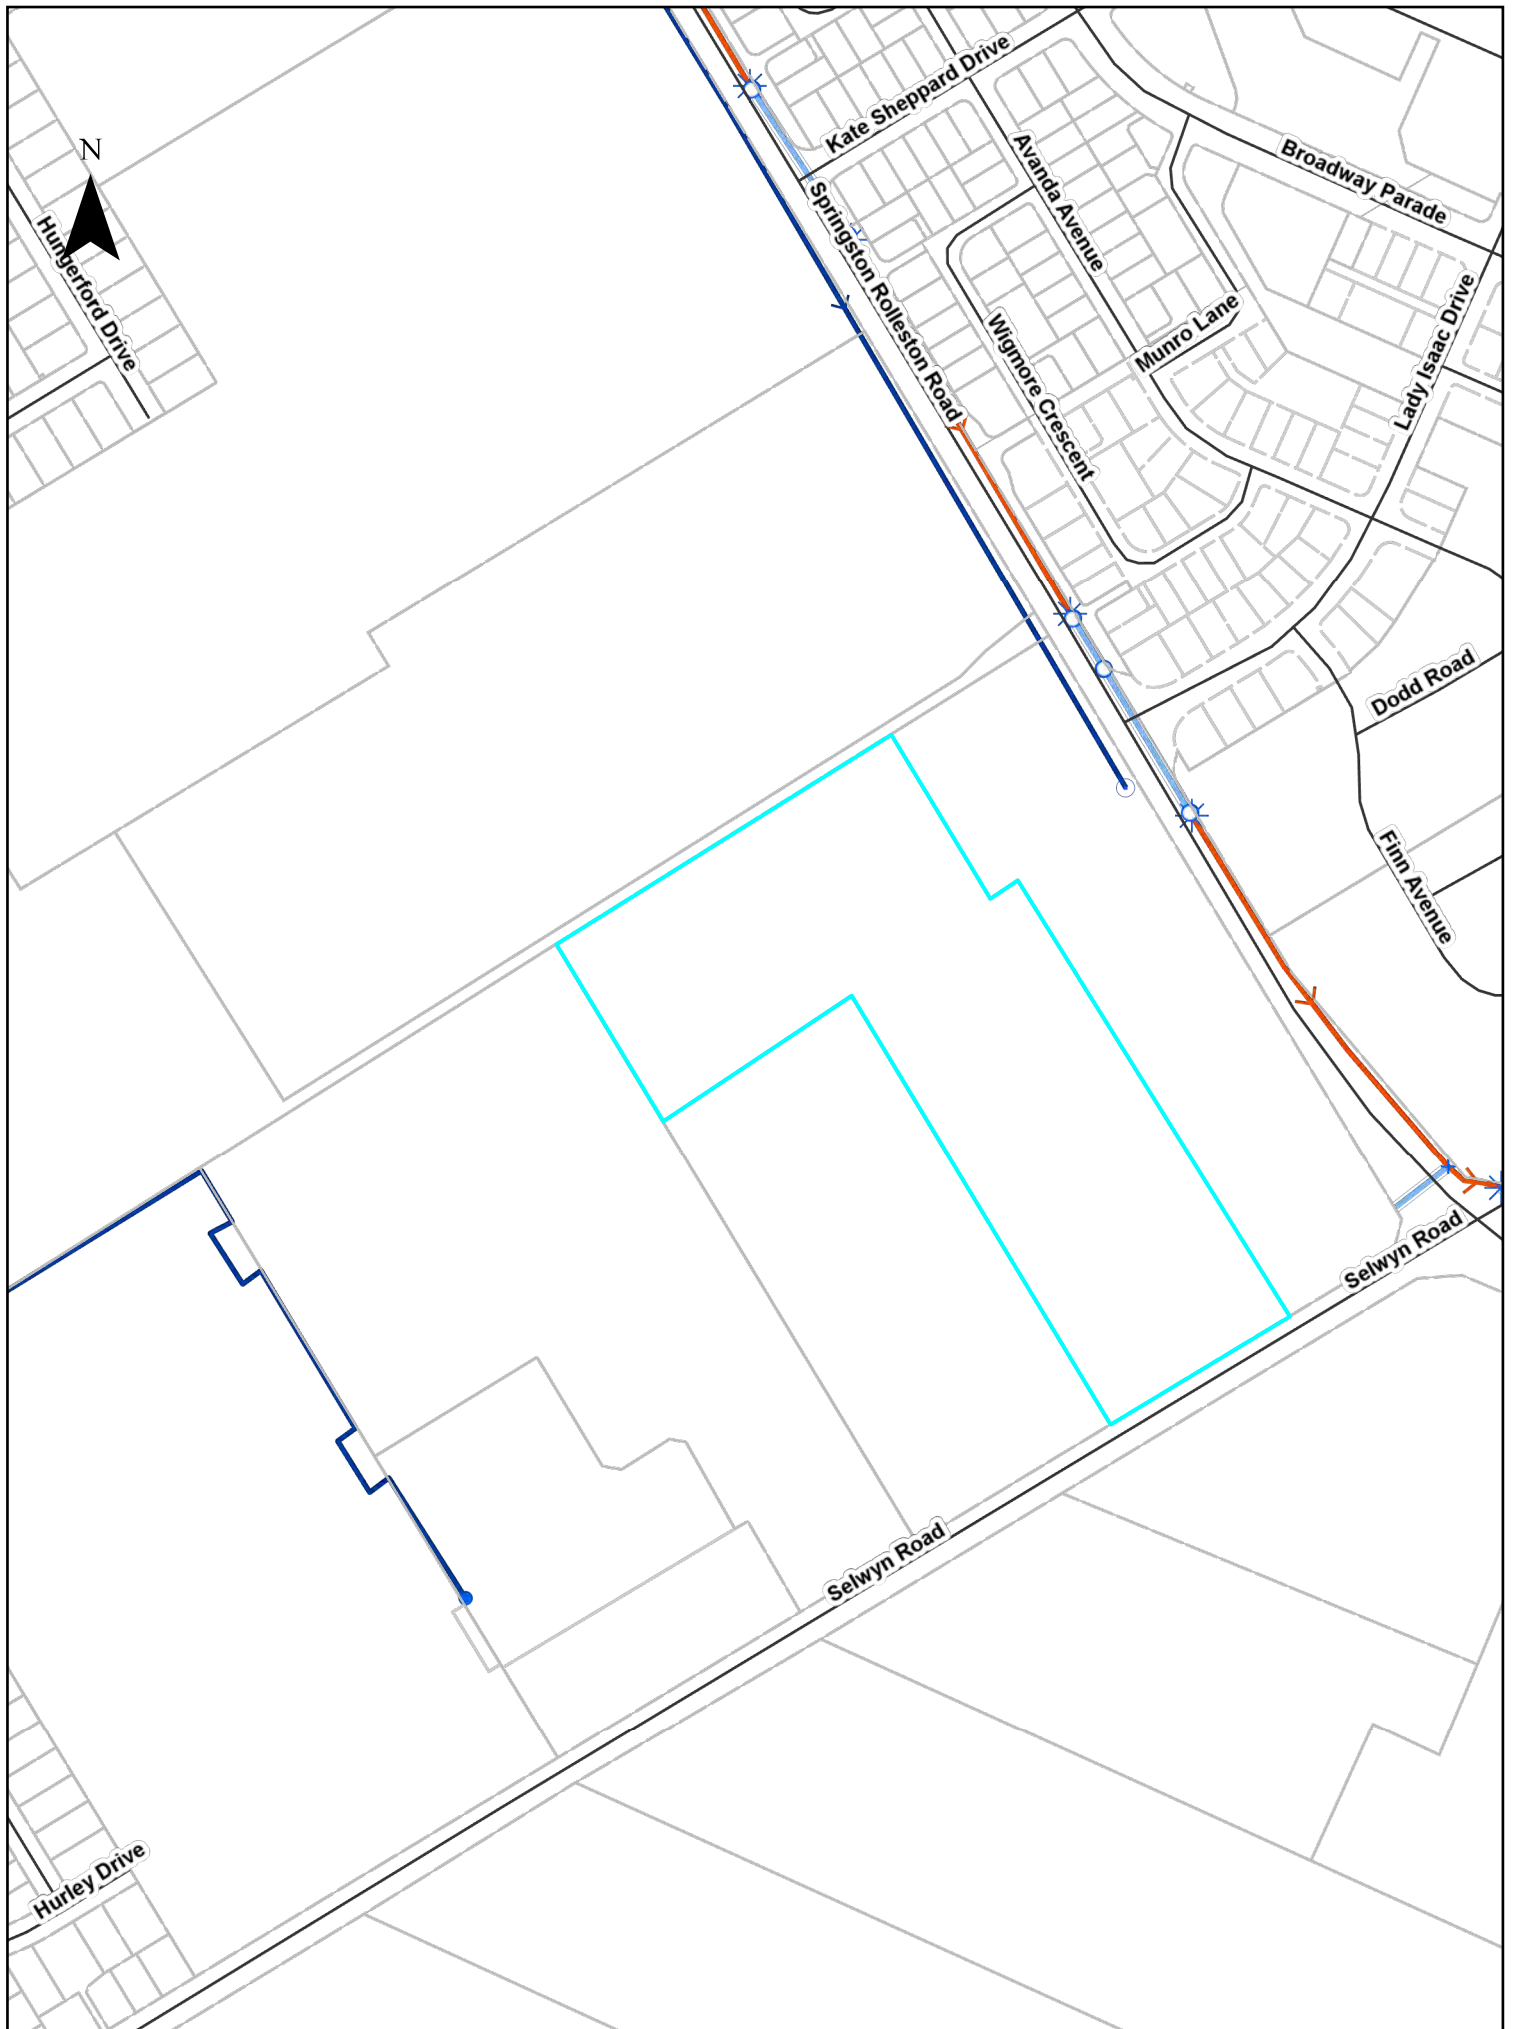 Kate Sheppard Drive
Broadway Parade
N
Avanda Avenue
Springston Rolleston Road
Hungerford Drive
Lady Isaac Drive
Munro Lane
Wigmore Crescent
Dodd Road
Finn Avenue
Selwyn Road
Selwyn Road
Hurley Drive